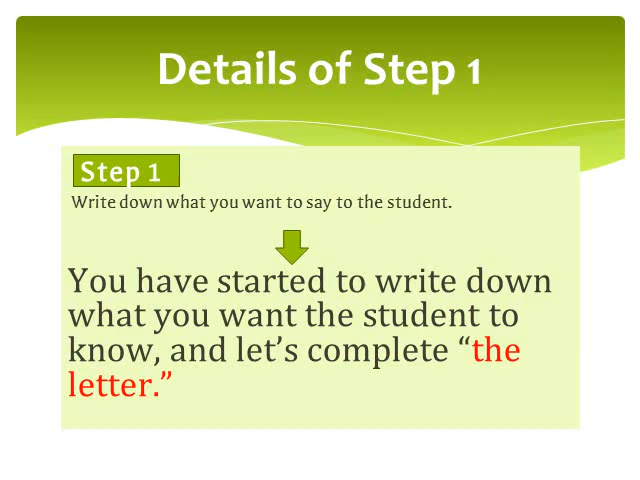 Details of Step 1
Step 1
Write down what you want to say to the student.
You have started to write down
what you want the student to
know, and let’s complete “the
letter.”